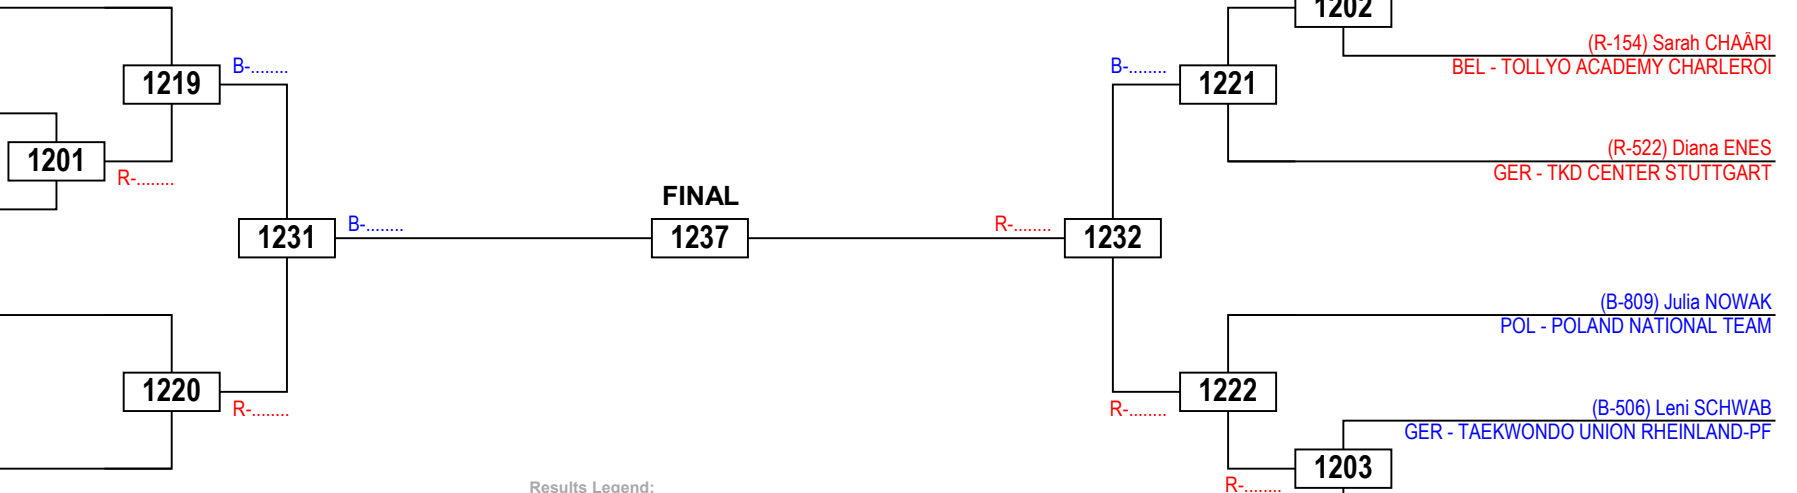 1202
(R-154) Sarah CHAÄRI
BEL - TOLLYO ACADEMY CHARLEROI
1219
B-........
B-........
1221
1201
R-........
(R-522) Diana ENES
GER - TKD CENTER STUTTGART
FINAL
1231
B-........
1237
R-........
1232
(B-809) Julia NOWAK
POL - POLAND NATIONAL TEAM
1220
R-........
R-........
1222
(B-506) Leni SCHWAB
GER - TAEKWONDO UNION RHEINLAND-PF
1203
R-........
Results Legend: